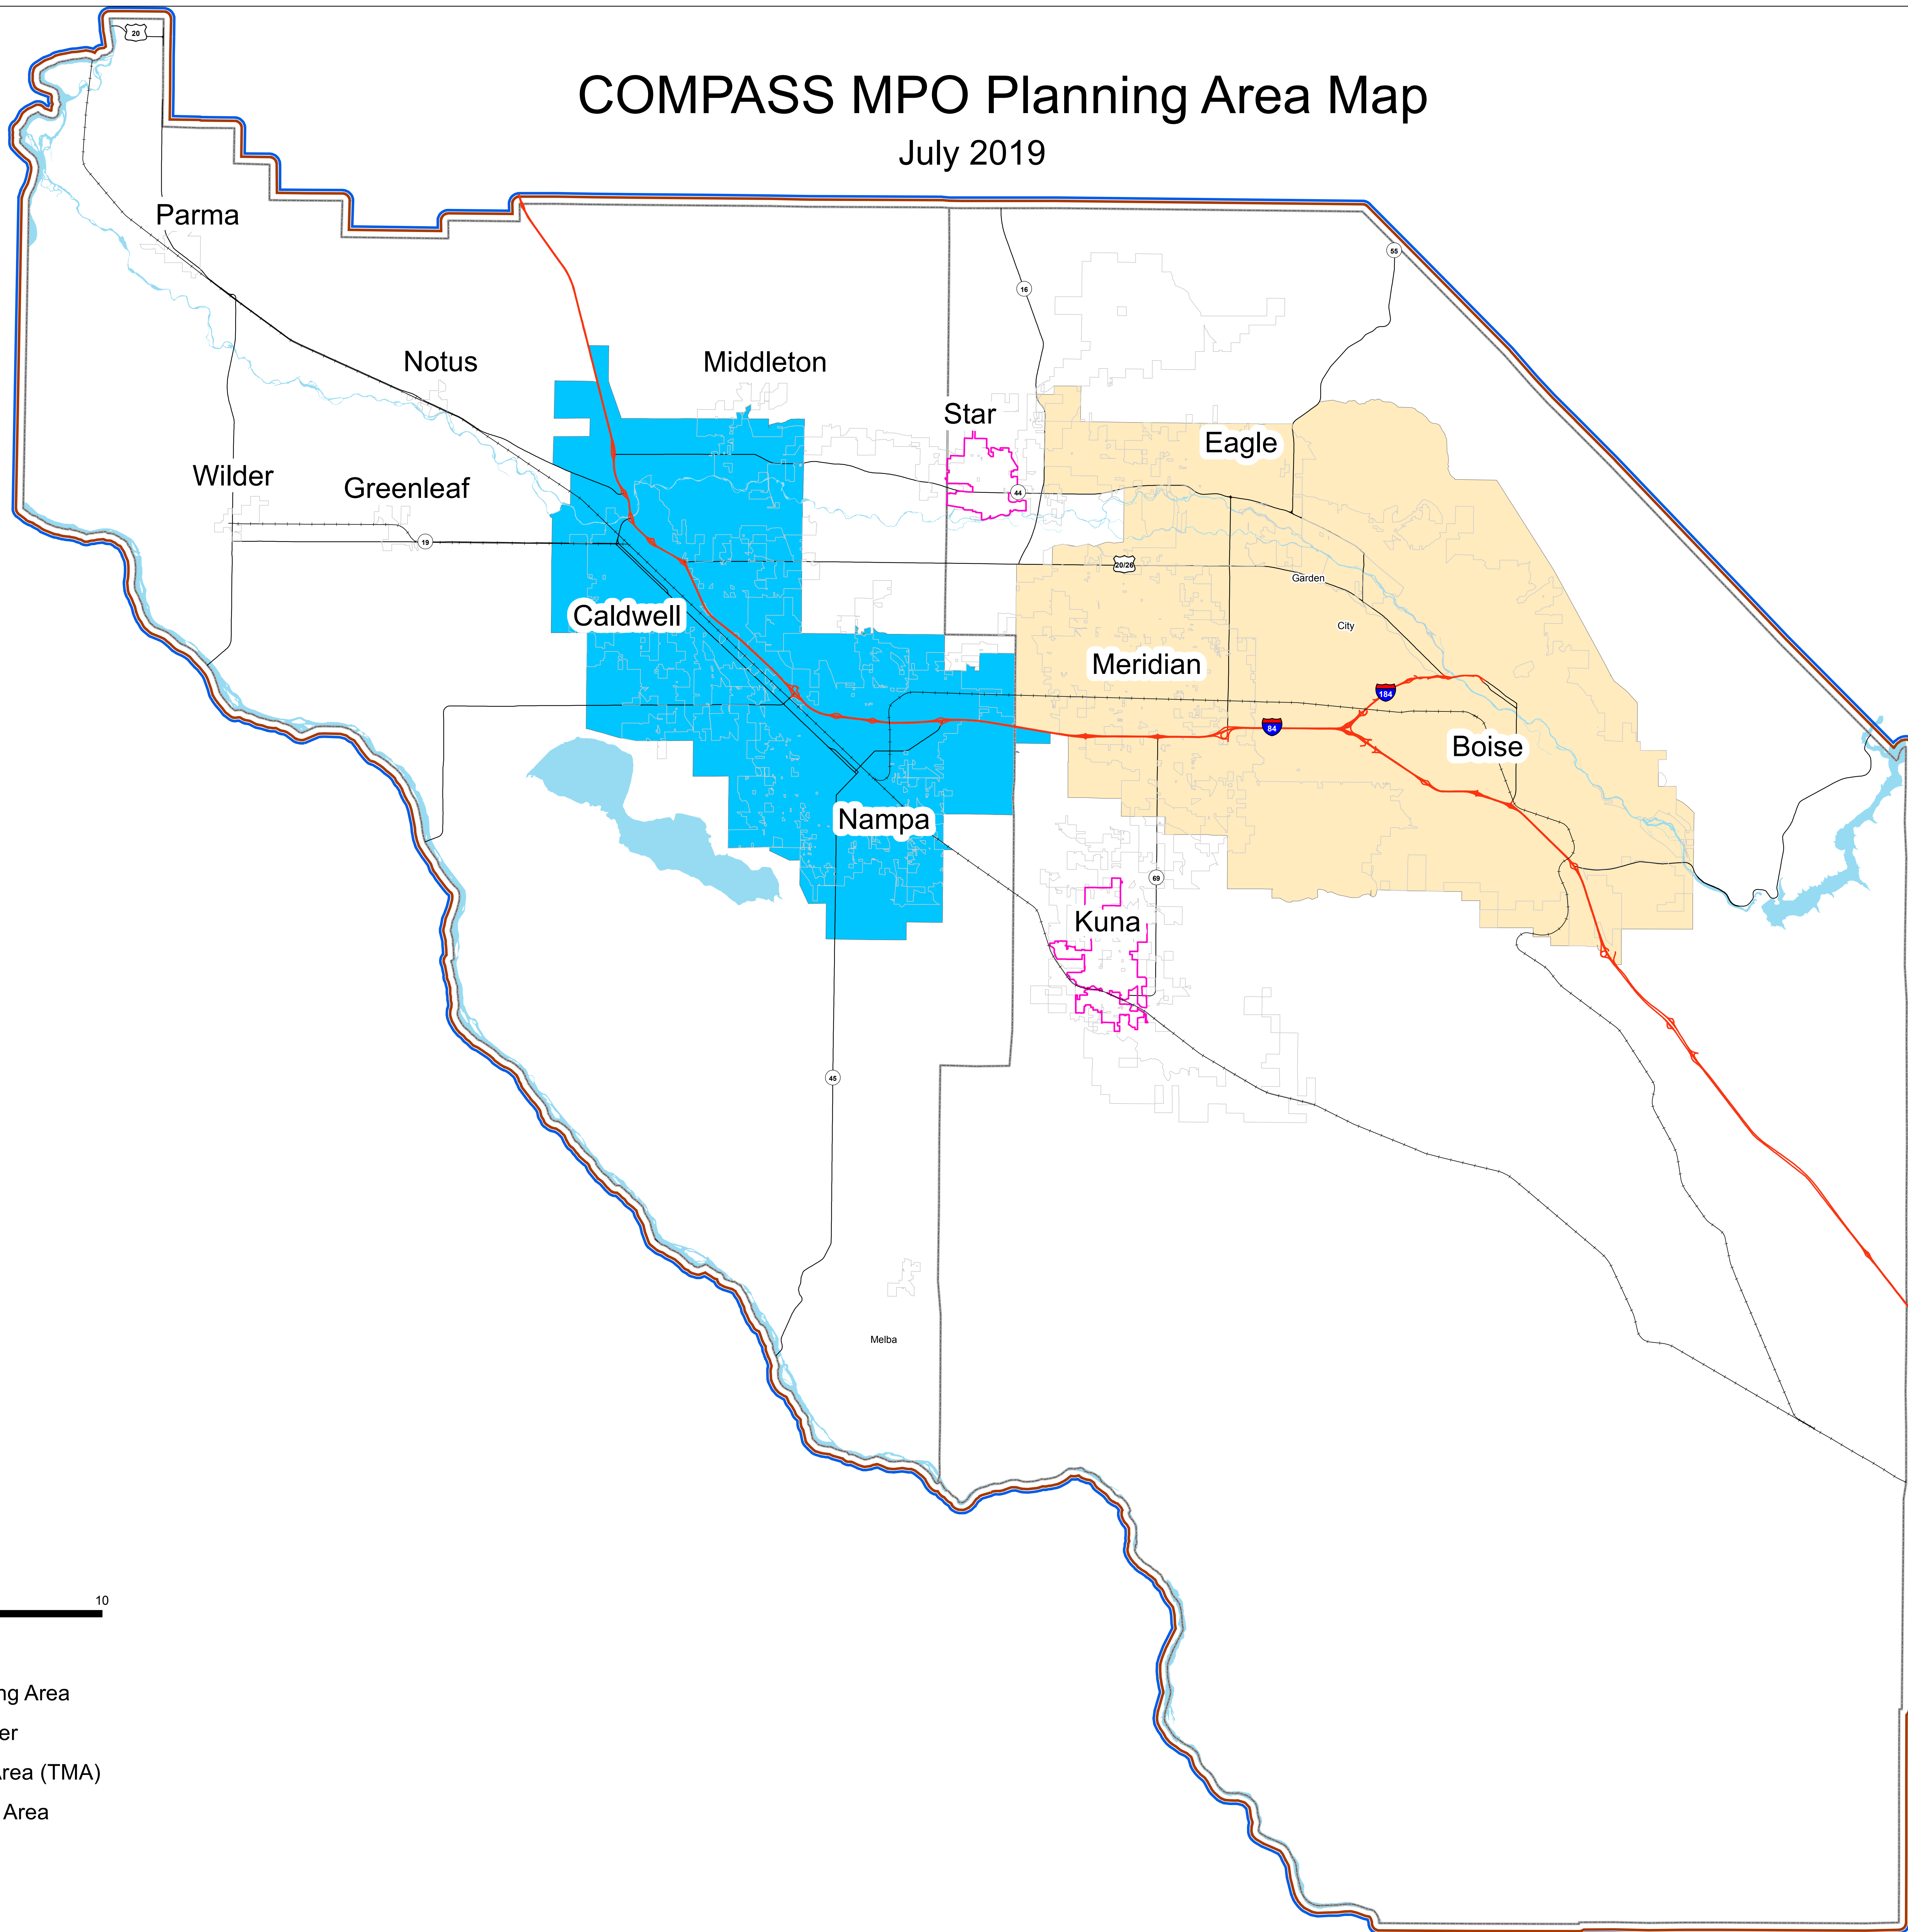 COMPASS MPO Planning Area Map
July 2019
20
Parma
55
16
Notus
Middleton
Star
Eagle
Wilder
Greenleaf
44
19
20/26
Garden
City
Caldwell
Meridian
184
84
Boise
Nampa
69
Kuna
45
Melba
10
ng Area
er
Area (TMA)
Area